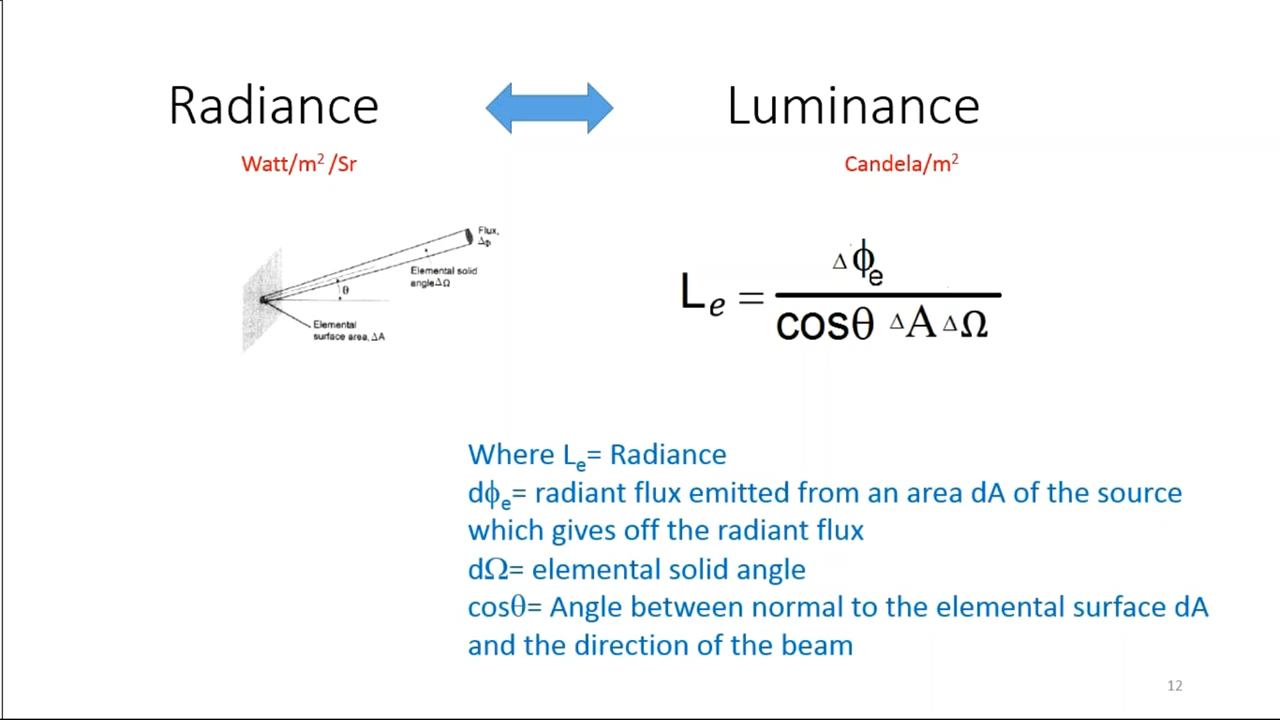 Radiance
Luminance
Watt/m² /Sr
Candela/m²
Flux,
Δϕ
Elemental solid
angleΔΩ
θ
Elemental
surface area, ΔA
Lₑ = Δϕₑ / cosθ ΔA ΔΩ
Where Lₑ= Radiance
dϕₑ= radiant flux emitted from an area dA of the source
which gives off the radiant flux
dΩ= elemental solid angle
cosθ= Angle between normal to the elemental surface dA
and the direction of the beam
12